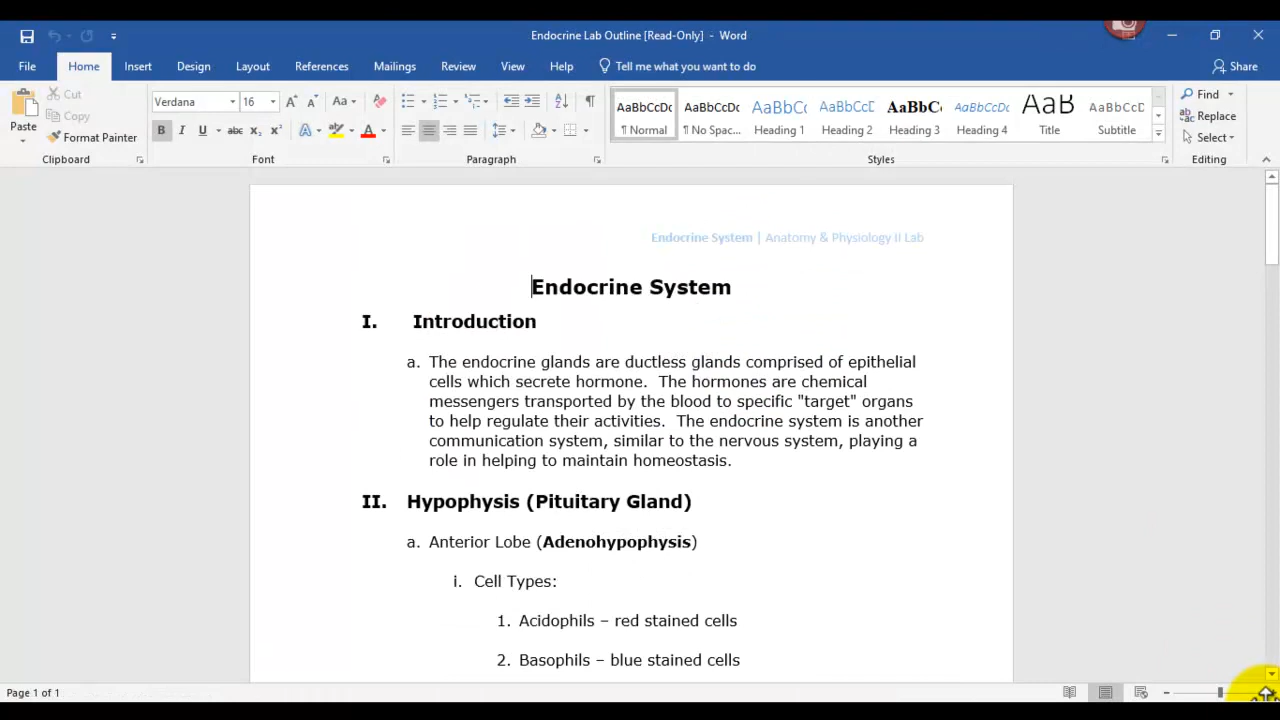 Endocrine Lab Outline [Read-Only] - Word
File Home Insert Design Layout References Mailings Review View Help Tell me what you want to do Share
Paste
Cut
Copy
Format Painter
Clipboard
Verdana 16
Font
Paragraph
AaBbCcDc AaBbCcDc AaBbC( AaBbCcE AaBbC( AaBbCcDc AaB AaBbCcD
¶ Normal ¶ No Spac... Heading Heading 2 Heading 3 Heading 4 Title Subtitle
Styles
Find
Replace
Select
Editing
Endocrine System | Anatomy & Physiology II Lab
Endocrine System
I. Introduction
a. The endocrine glands are ductless glands comprised of epithelial
cells which secrete hormone. The hormones are chemical
messengers transported by the blood to specific "target" organs
to help regulate their activities. The endocrine system is another
communication system, similar to the nervous system, playing a
role in helping to maintain homeostasis.
II. Hypophysis (Pituitary Gland)
a. Anterior Lobe (Adenohypophysis)
i. Cell Types:
1. Acidophils – red stained cells
2. Basophils – blue stained cells
Page 1 of 1